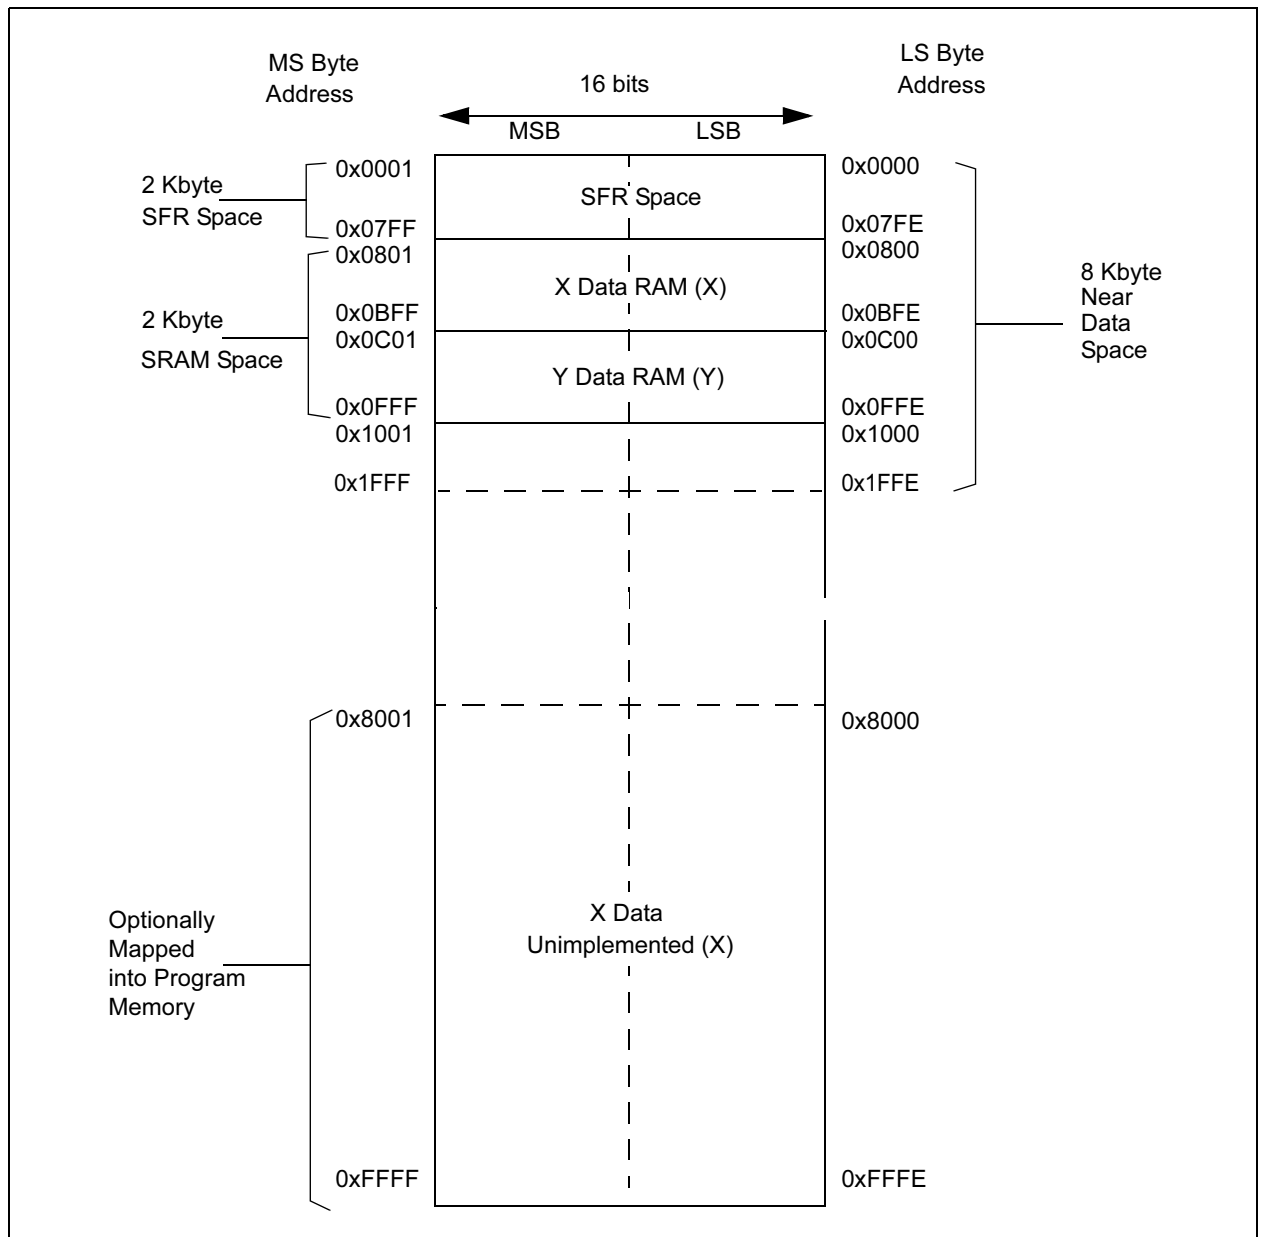 MS Byte
Address
16 bits
LS Byte
Address
MSB
LSB
0x0001
0x0000
2 Kbyte
SFR Space
SFR Space
0x07FF
0x07FE
0x0801
0x0800
X Data RAM (X)
8 Kbyte
Near
Data
Space
2 Kbyte
SRAM Space
0x0BFF
0x0BFE
0x0C01
0x0C00
Y Data RAM (Y)
0x0FFF
0x0FFE
0x1001
0x1000
0x1FFF
0x1FFE
0x8001
0x8000
Optionally
Mapped
into Program
Memory
X Data
Unimplemented (X)
0xFFFF
0xFFFE